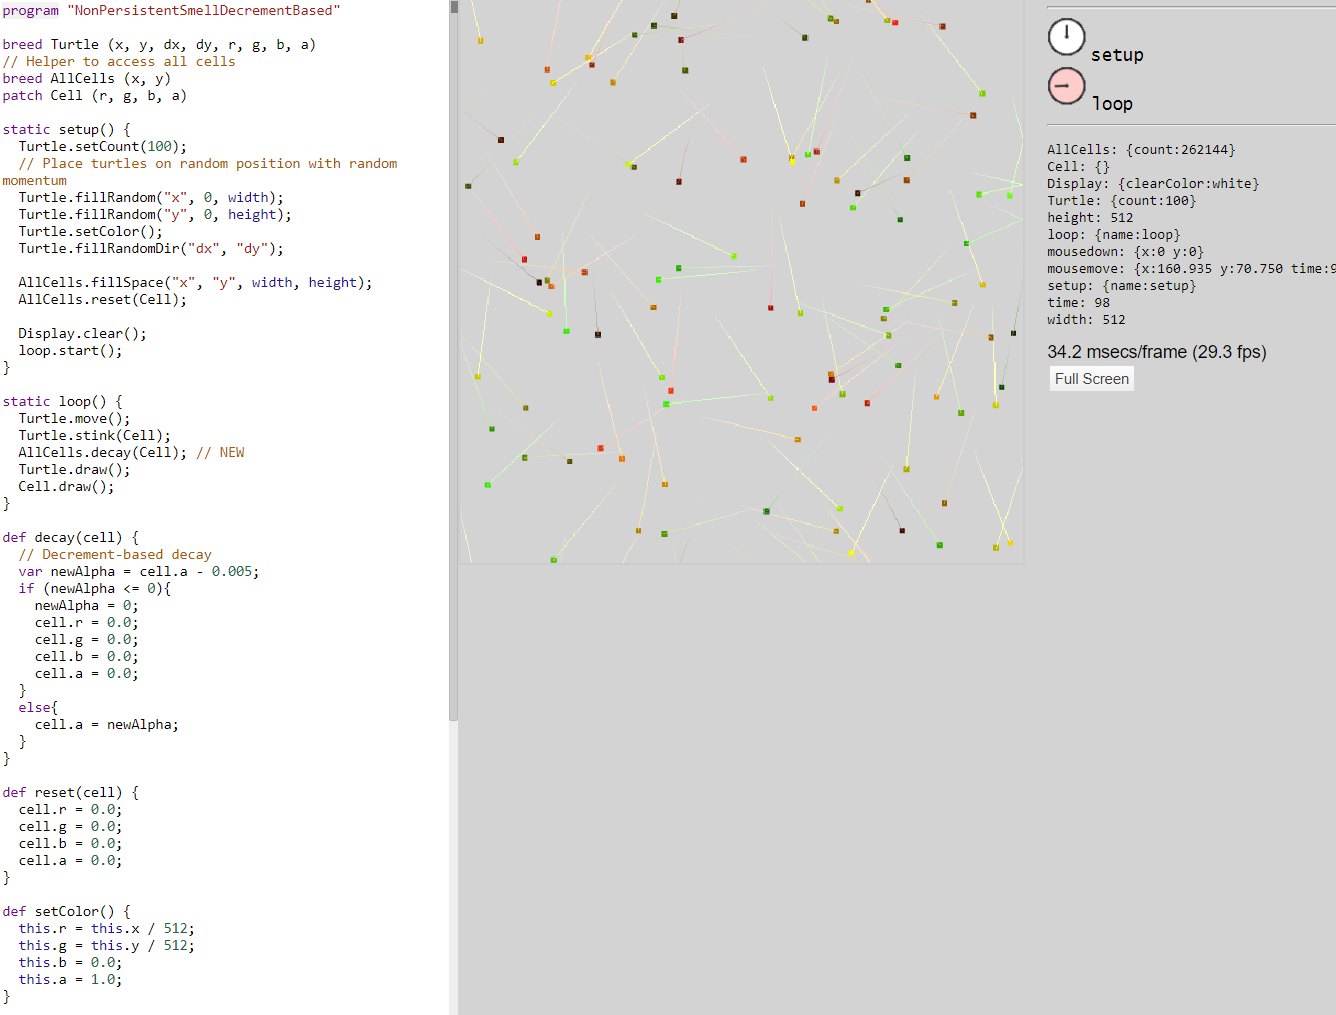 program "NonPersistentSmellDecrementBased"
breed Turtle (x, y, dx, dy, r, g, b, a)
// Helper to access all cells
breed AllCells (x, y)
patch Cell (r, g, b, a)
static setup() {
Turtle.setCount(100);
// Place turtles on random position with random
momentum
Turtle.fillRandom("x", 0, width);
Turtle.fillRandom("y", 0, height);
Turtle.setColor();
Turtle.fillRandomDir("dx", "dy");
AllCells.fillSpace("x", "y", width, height);
AllCells.reset(Cell);
Display.clear();
loop.start();
}
static loop() {
Turtle.move();
Turtle.stink(Cell);
AllCells.decay(Cell); // NEW
Turtle.draw();
Cell.draw();
}
def decay(cell) {
// Decrement-based decay
var newAlpha = cell.a - 0.005;
if (newAlpha <= 0){
newAlpha = 0;
cell.r = 0.0;
cell.g = 0.0;
cell.b = 0.0;
cell.a = 0.0;
}
else{
cell.a = newAlpha;
}
}
def reset(cell) {
cell.r = 0.0;
cell.g = 0.0;
cell.b = 0.0;
cell.a = 0.0;
}
def setColor() {
this.r = this.x / 512;
this.g = this.y / 512;
this.b = 0.0;
this.a = 1.0;
}
setup
loop
AllCells: {count:262144}
Cell: {}
Display: {clearColor:white}
Turtle: {count:100}
height: 512
loop: {name:loop}
mousedown: {x:0 y:0}
mousemove: {x:160.935 y:70.750 time:9
setup: {name:setup}
time: 98
width: 512
34.2 msecs/frame (29.3 fps)
Full Screen